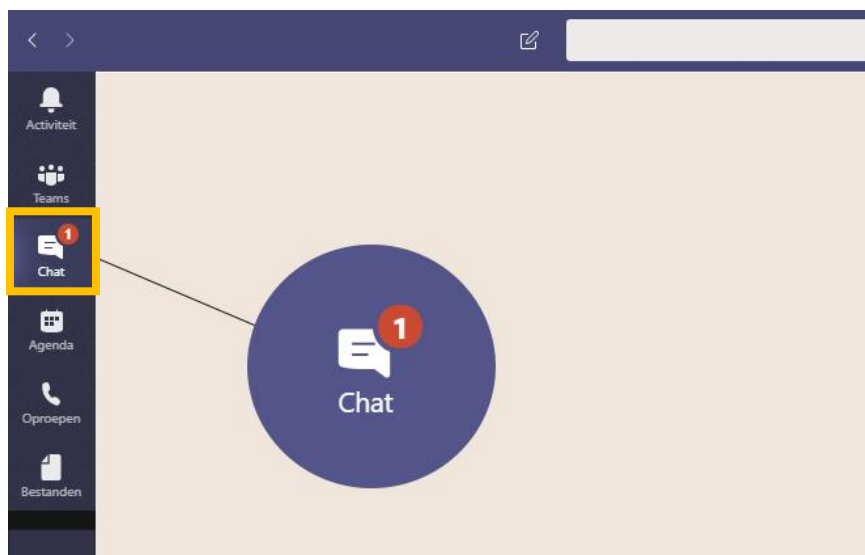 Activiteit
Teams
1
Chat
Agenda
Oproepen
Bestanden
1
Chat